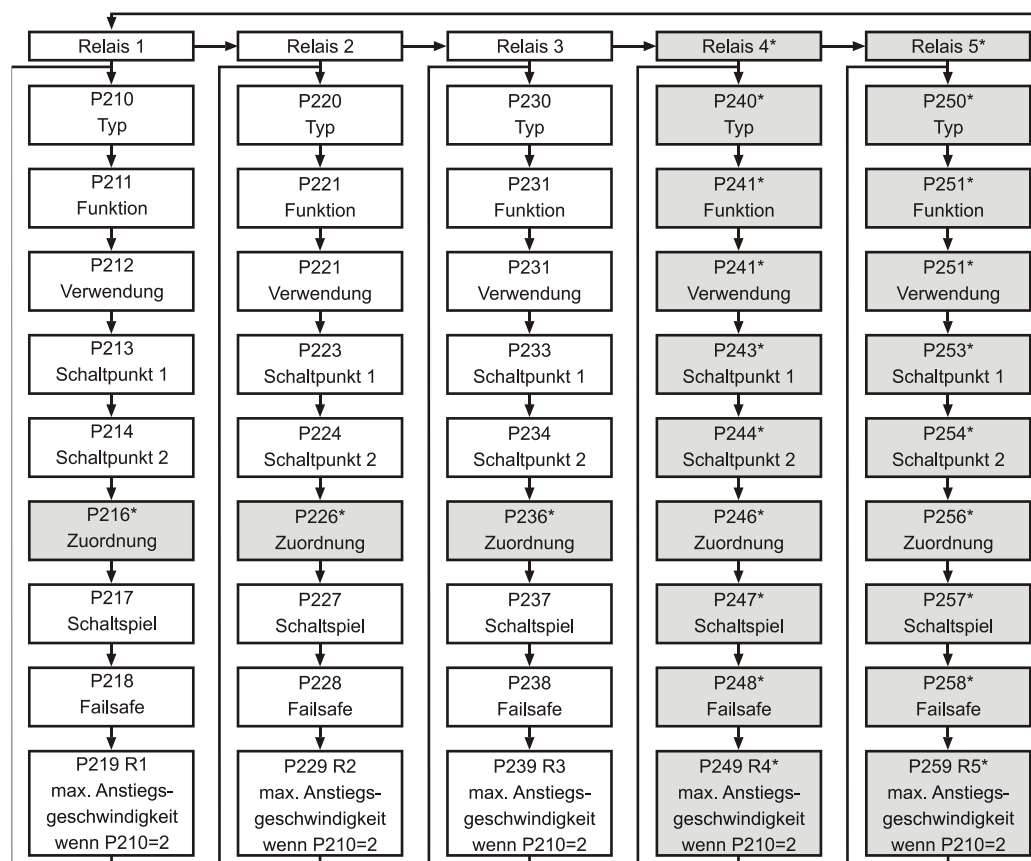 Relais 1
Relais 2
Relais 3
Relais 4*
Relais 5*
P210
Typ
P220
Typ
P230
Typ
P240*
Typ
P250*
Typ
P211
Funktion
P221
Funktion
P231
Funktion
P241*
Funktion
P251*
Funktion
P212
Verwendung
P221
Verwendung
P231
Verwendung
P241*
Verwendung
P251*
Verwendung
P213
Schaltpunkt 1
P223
Schaltpunkt 1
P233
Schaltpunkt 1
P243*
Schaltpunkt 1
P253*
Schaltpunkt 1
P214
Schaltpunkt 2
P224
Schaltpunkt 2
P234
Schaltpunkt 2
P244*
Schaltpunkt 2
P254*
Schaltpunkt 2
P216*
Zuordnung
P226*
Zuordnung
P236*
Zuordnung
P246*
Zuordnung
P256*
Zuordnung
P217
Schaltspiel
P227
Schaltspiel
P237
Schaltspiel
P247*
Schaltspiel
P257*
Schaltspiel
P218
Failsafe
P228
Failsafe
P238
Failsafe
P248*
Failsafe
P258*
Failsafe
P219 R1
max. Anstiegs-
geschwindigkeit
wenn P210=2
P229 R2
max. Anstiegs-
geschwindigkeit
wenn P210=2
P239 R3
max. Anstiegs-
geschwindigkeit
wenn P210=2
P249 R4*
max. Anstiegs-
geschwindigkeit
wenn P210=2
P259 R5*
max. Anstiegs-
geschwindigkeit
wenn P210=2